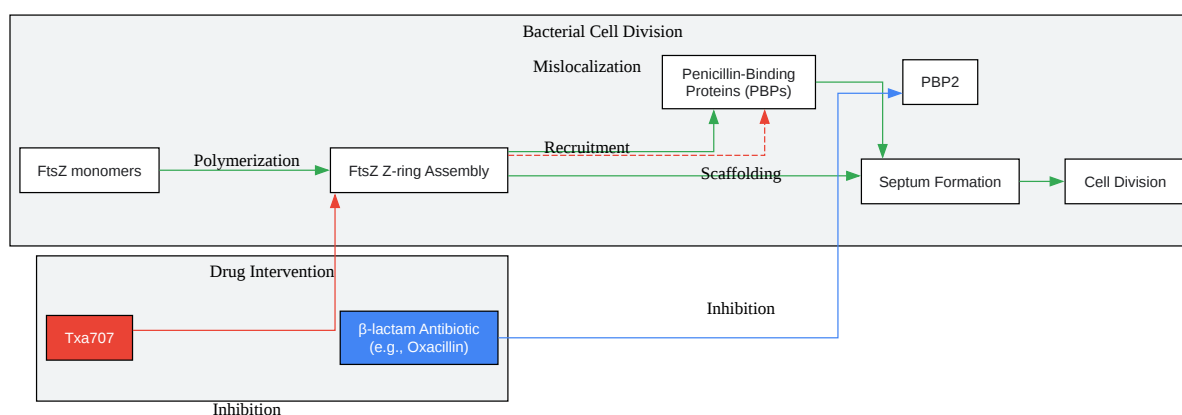 Bacterial Cell Division
Mislocalization
Penicillin-Binding
Proteins (PBPs)
PBP2
Polymerization
Recruitment
FtsZ monomers
FtsZ Z-ring Assembly
Scaffolding
Septum Formation
Cell Division
Drug Intervention
Inhibition
Txa707
β-lactam Antibiotic
(e.g., Oxacillin)
Inhibition